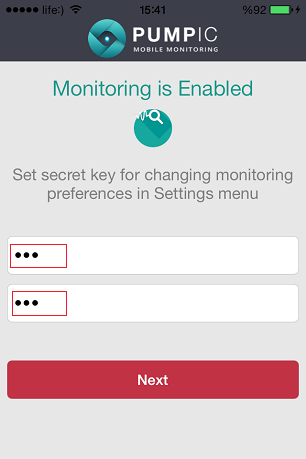 ●●●●● life:) 15:41 %92
PUMPIC
MOBILE MONITORING
Monitoring is Enabled
Set secret key for changing monitoring
preferences in Settings menu
●●●
●●●
Next